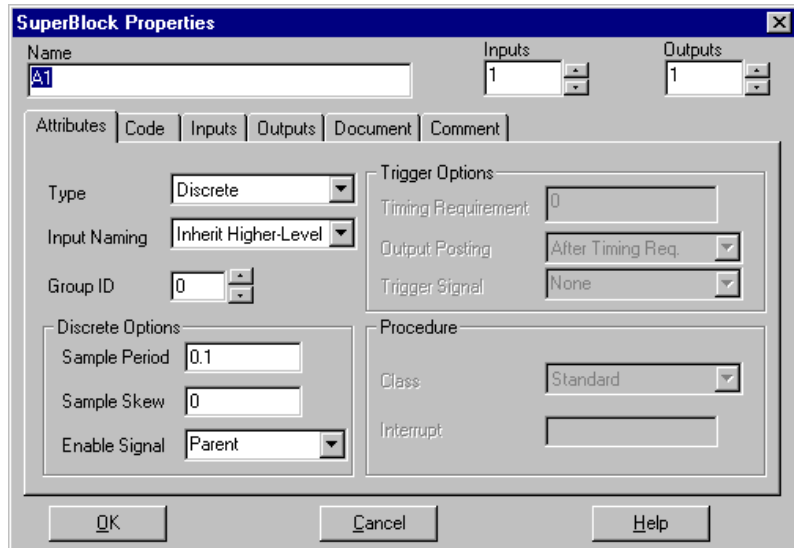 SuperBlock Properties
Name
Inputs
Outputs
A1
1
1
Attributes
Code
Inputs
Outputs
Document
Comment
Type
Discrete
Input Naming
Inherit Higher-Level
Group ID
0
Trigger Options
Timing Requirement
0
Output Posting
After Timing Req.
Trigger Signal
None
Discrete Options
Sample Period
0.1
Sample Skew
0
Enable Signal
Parent
Procedure
Class
Standard
Interrupt
OK
Cancel
Help